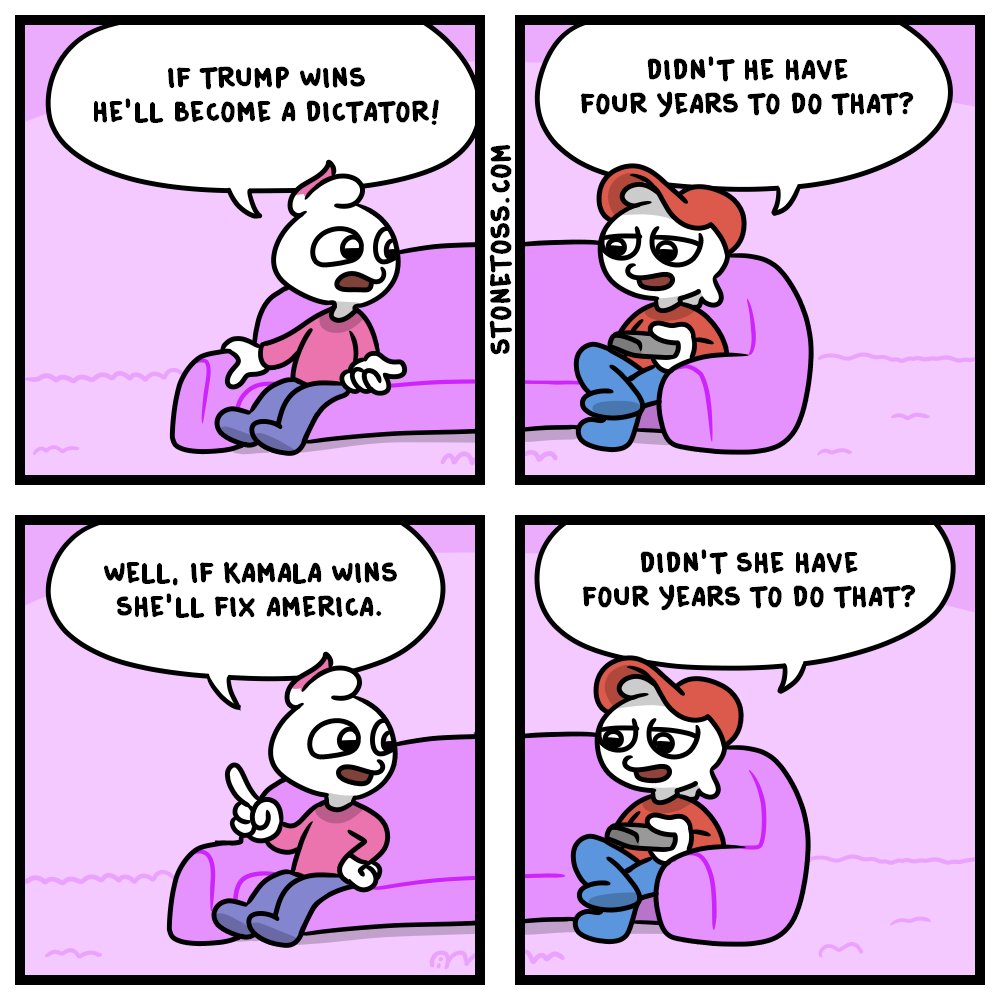 IF TRUMP WINS
HE'LL BECOME A DICTATOR!
DIDN'T HE HAVE
FOUR YEARS TO DO THAT?
STONETOSS.COM
WELL, IF KAMALA WINS
SHE'LL FIX AMERICA.
DIDN'T SHE HAVE
FOUR YEARS TO DO THAT?